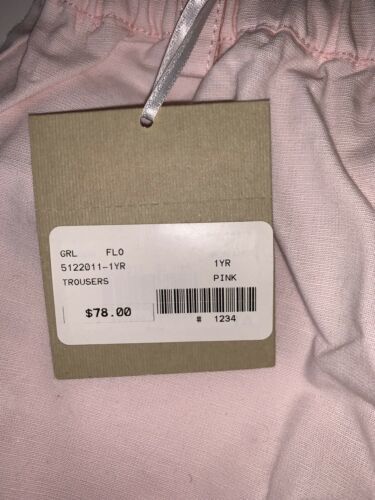 GRL FLO
5122011-1YR 1YR
TROUSERS PINK
$78.00
# 1234